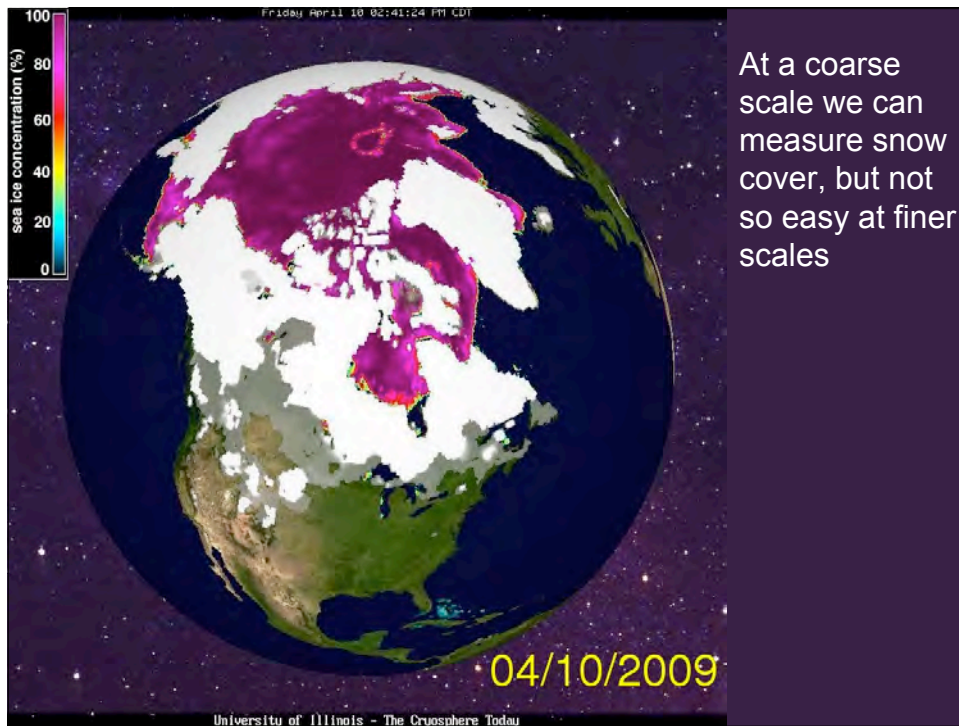 Friday April 10 02:41:24 PM CDT
100
80
60
40
20
0
sea ice concentration (%)
At a coarse
scale we can
measure snow
cover, but not
so easy at finer
scales
04/10/2009
University of Illinois - The Cryosphere Today